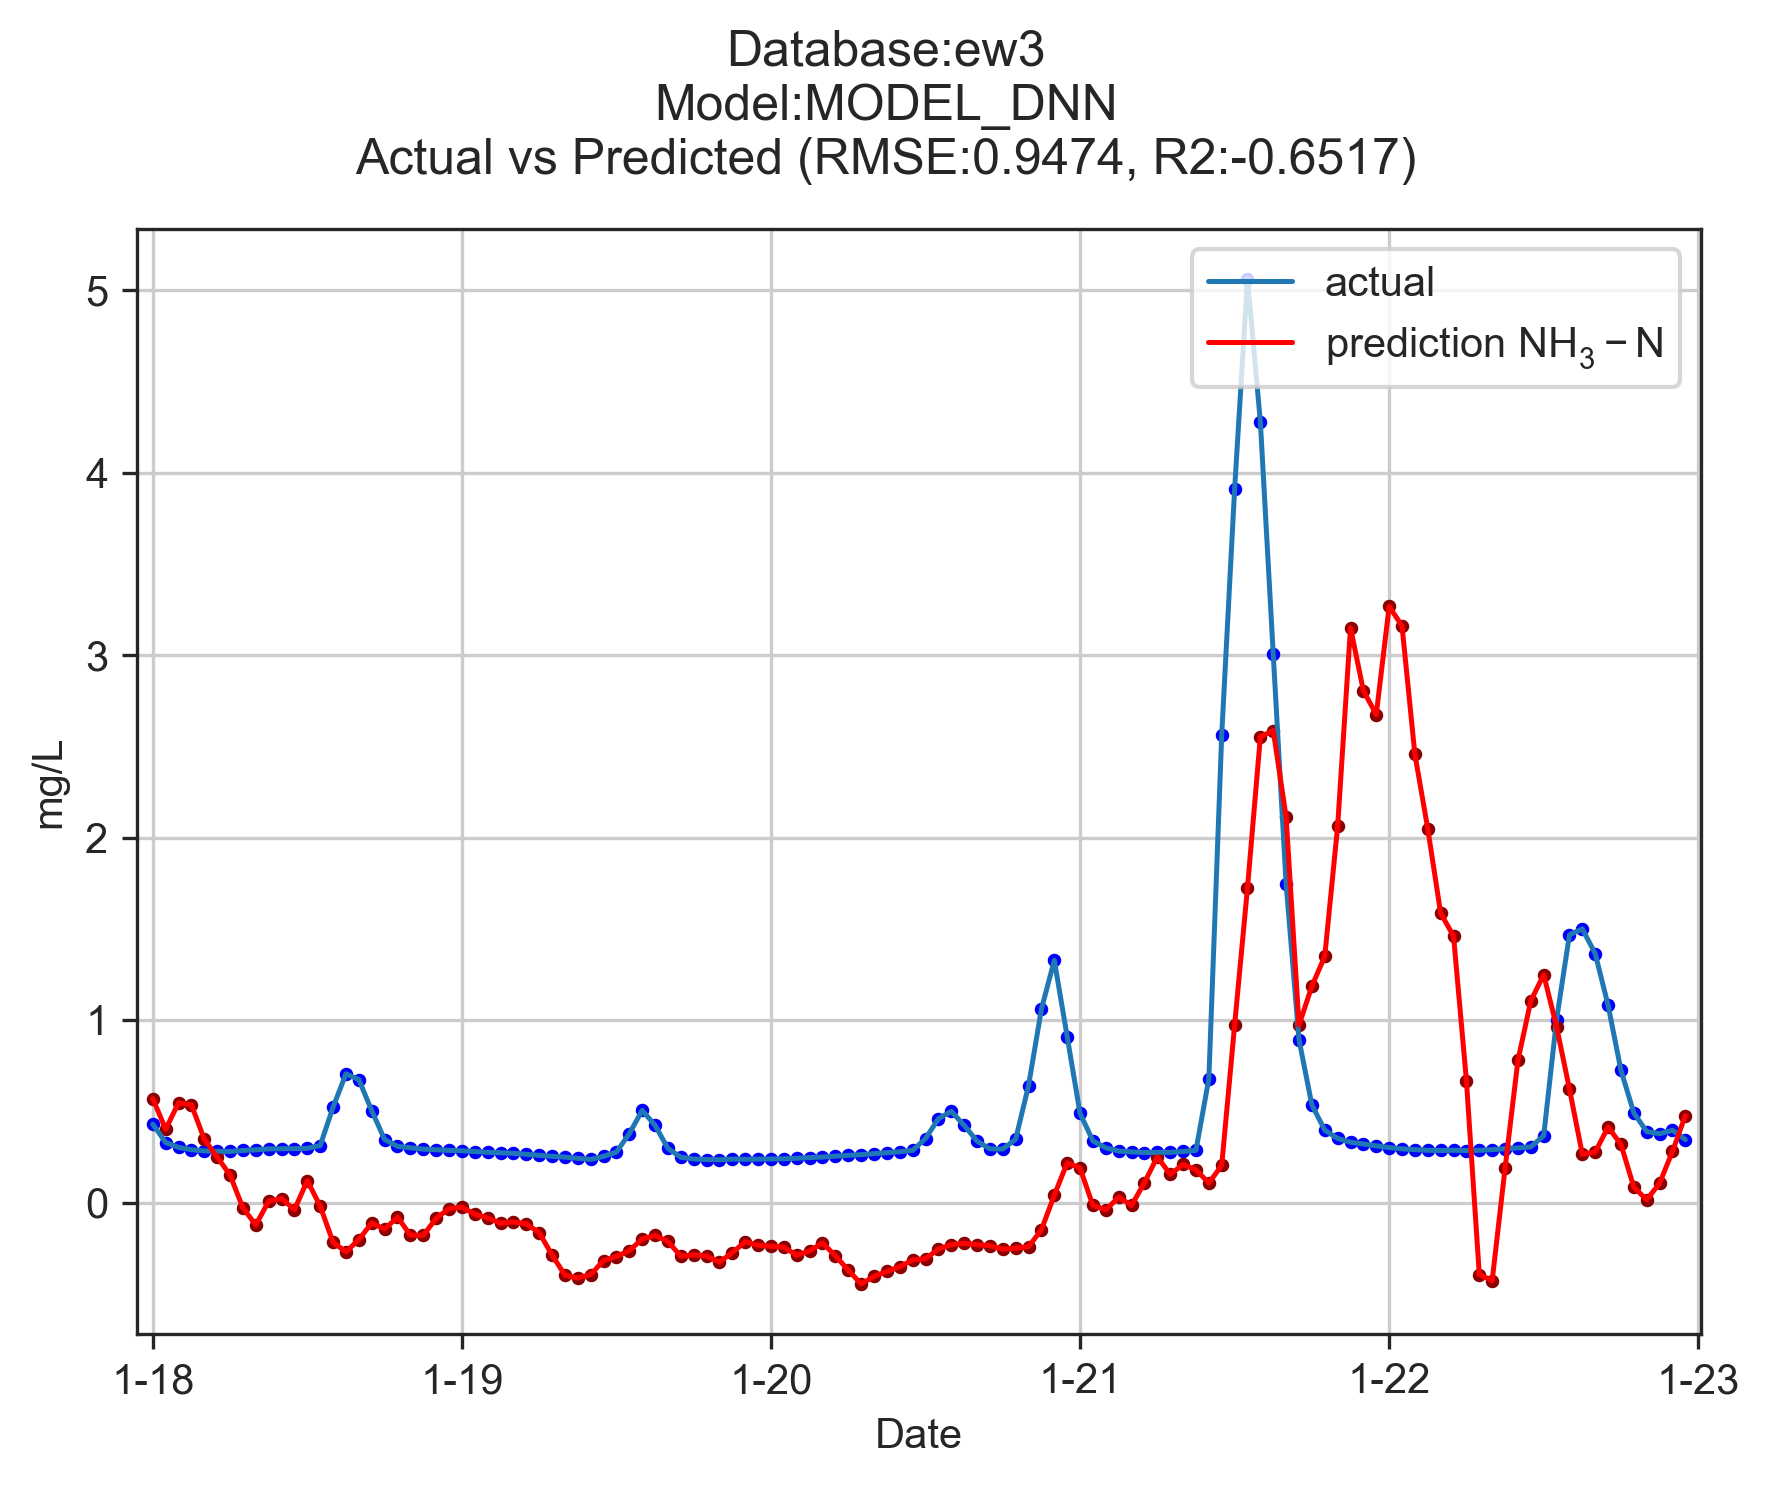 Database:ew3
Model:MODEL_DNN
Actual vs Predicted (RMSE:0.9474, R2:-0.6517)
actual
prediction NH₃ − N
5
4
3
2
1
0
mg/L
1-18 1-19 1-20 1-21 1-22 1-23
Date